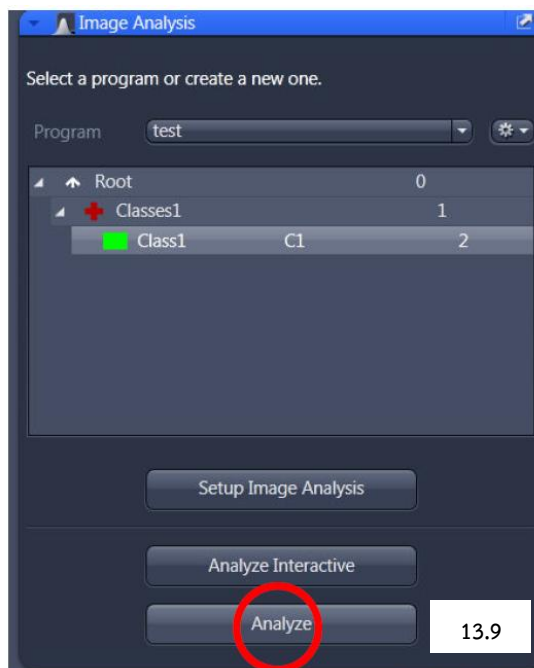 Image Analysis
Select a program or create a new one.
Program test
Root 0
Classes1 1
Class1 C1 2
Setup Image Analysis
Analyze Interactive
Analyze
13.9